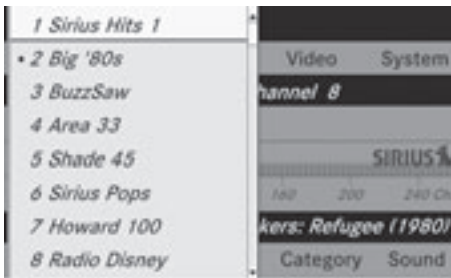 1 Sirius Hits 1
• 2 Big '80s
3 BuzzSaw
4 Area 33
5 Shade 45
6 Sirius Pops
7 Howard 100
8 Radio Disney
Video System
hannel 8
SIRIUS
160 200 240 Ch
kers: Refugee (1980)
Category Sound